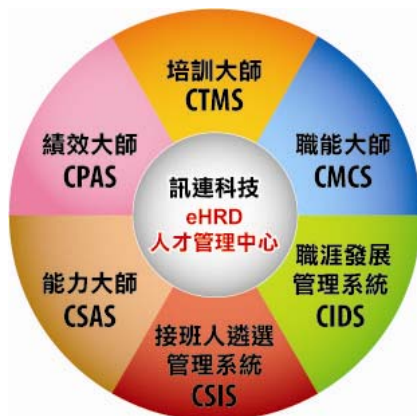 培訓大師
CTMS
職能大師
CMCS
職涯發展
管理系統
CIDS
接班人遴選
管理系統
CSIS
能力大師
CSAS
績效大師
CPAS
訊連科技
eHRD
人才管理中心